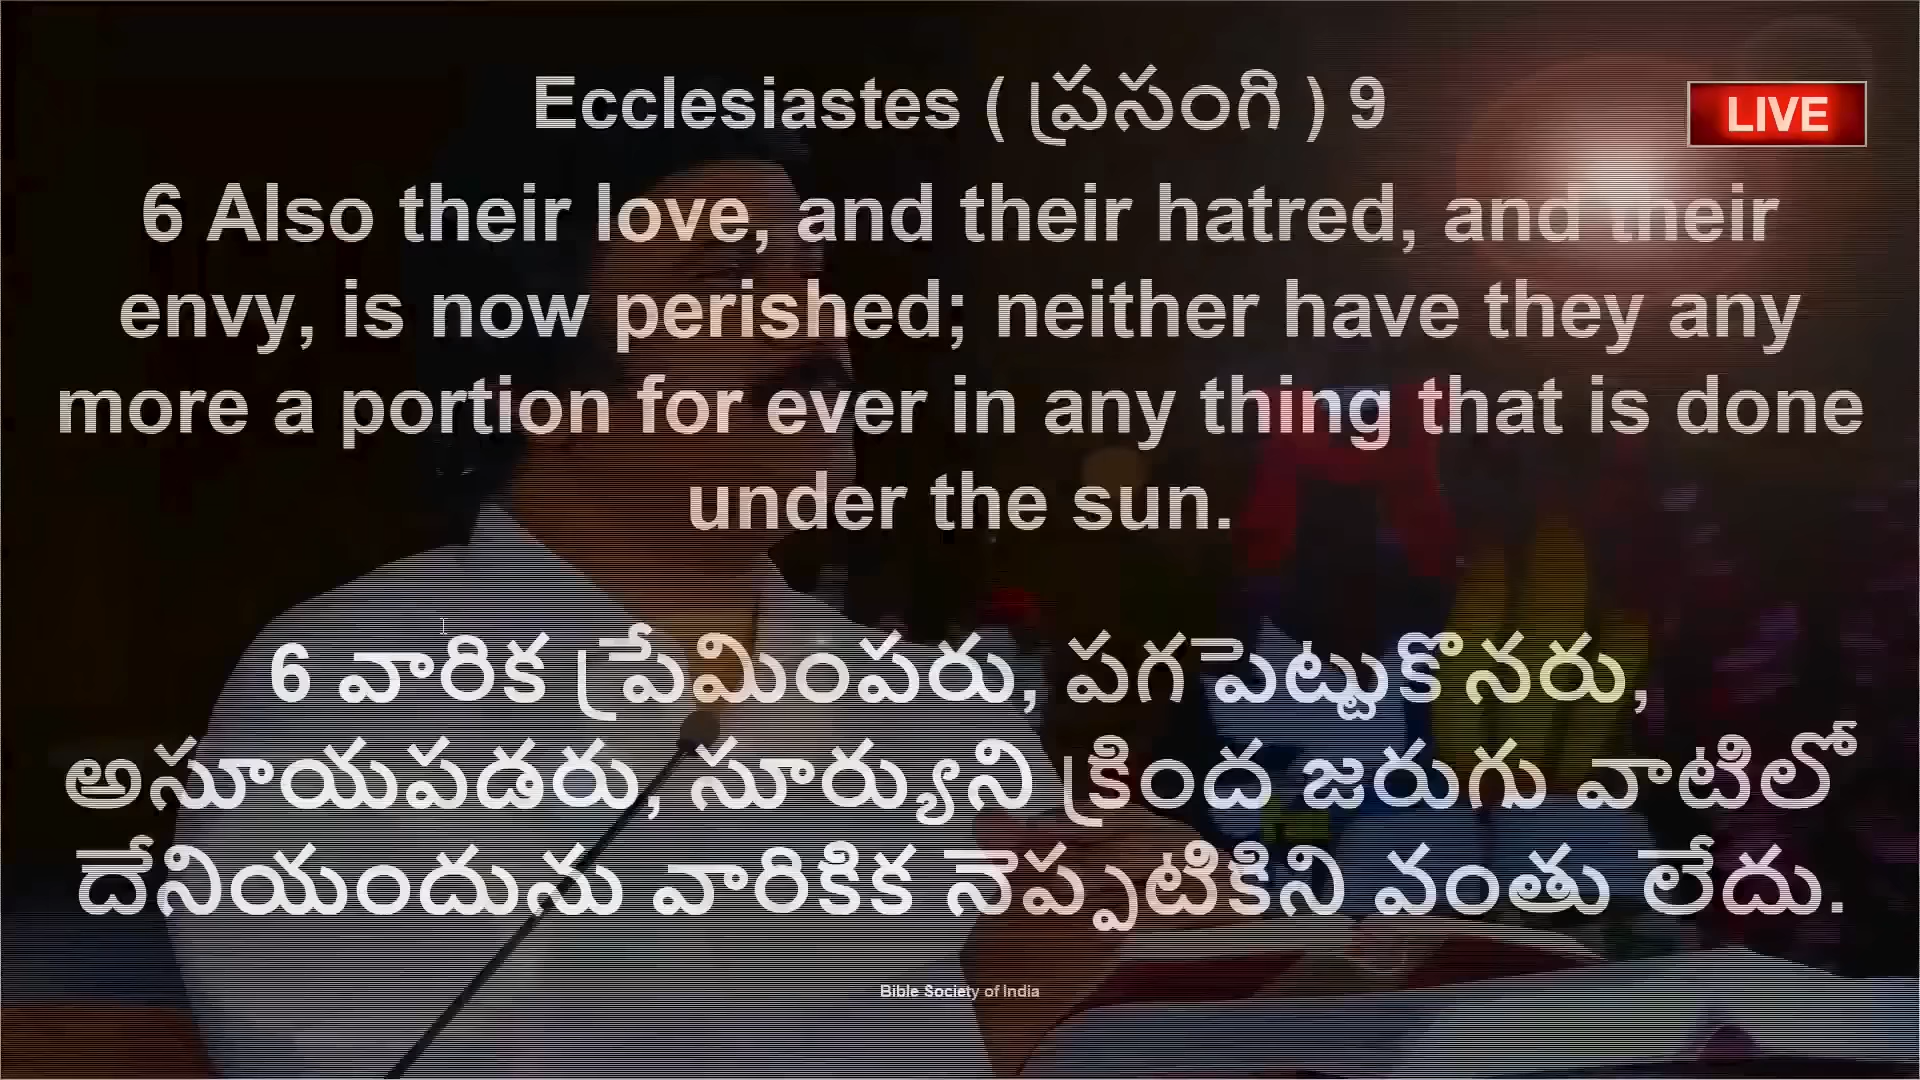 Ecclesiastes ( ప్రసంగి ) 9
LIVE
6 Also their love, and their hatred, and their
envy, is now perished; neither have they any
more a portion for ever in any thing that is done
under the sun.
6 వారిక ప్రేమింపరు, పగపెట్టుకొనరు,
అసూయపడరు, సూర్యుని క్రింద జరుగు వాటిలో
దేనియందును వారికిక నెప్పటికిని వంతు లేదు.
Bible Society of India